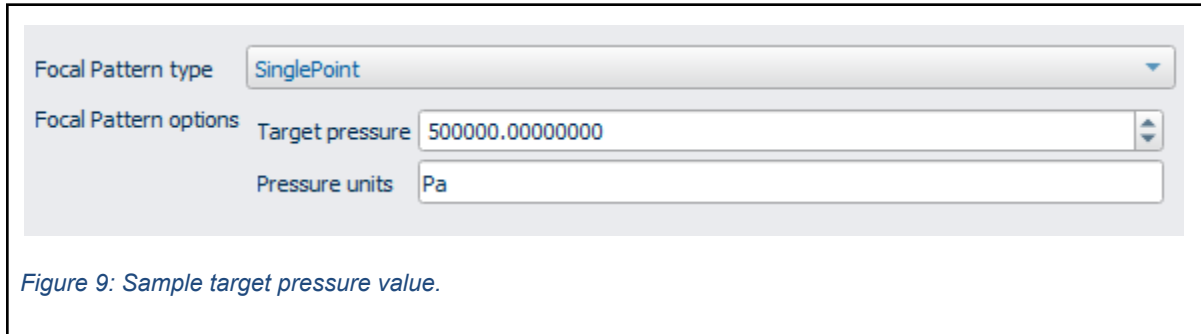 Focal Pattern type SinglePoint
Focal Pattern options Target pressure 500000.00000000
Pressure units Pa
Figure 9: Sample target pressure value.